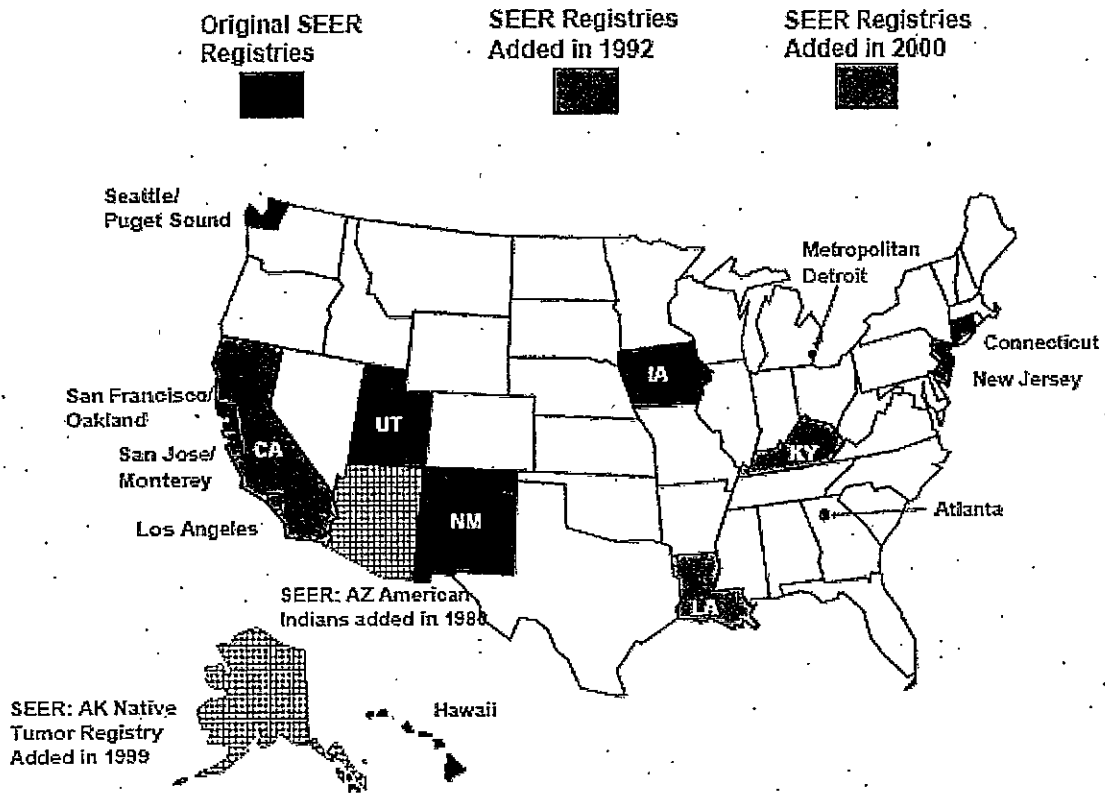 Original SEER
Registries
SEER Registries
Added in 1992
SEER Registries
Added in 2000
Seattle/
Puget Sound
Metropolitan
Detroit
Connecticut
New Jersey
San Francisco/
Oakland
San Jose/
Monterey
Los Angeles
CA
UT
NM
IA
KY
LA
Atlanta
SEER: AZ American
Indians added in 1980
SEER: AK Native
Tumor Registry
Added in 1999
Hawaii